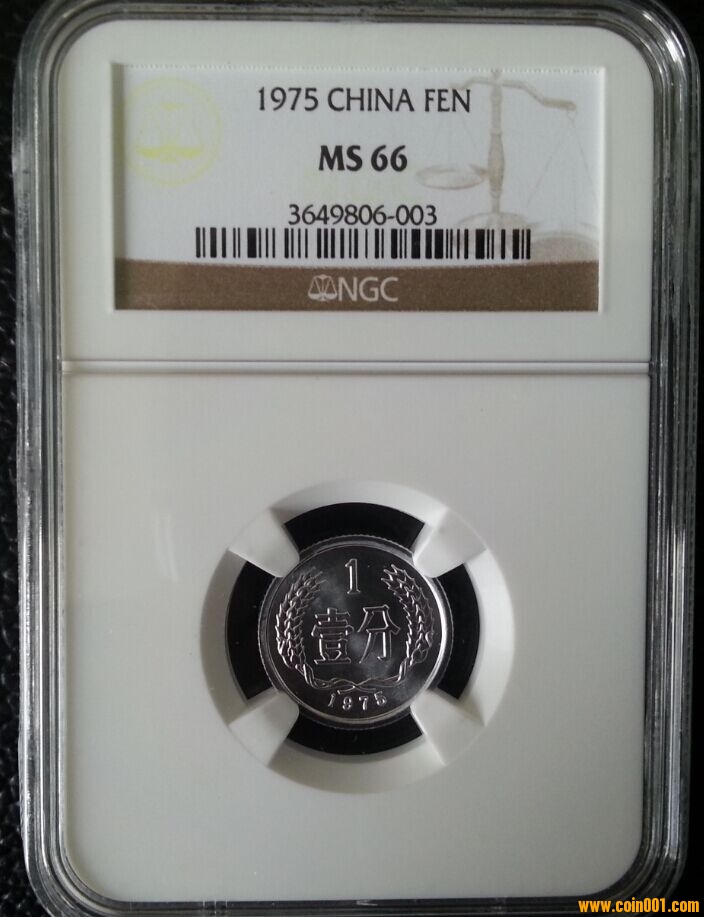 1975 CHINA FEN
MS 66
3649806-003
NGC
1
壹分
1975
www.coin001.com